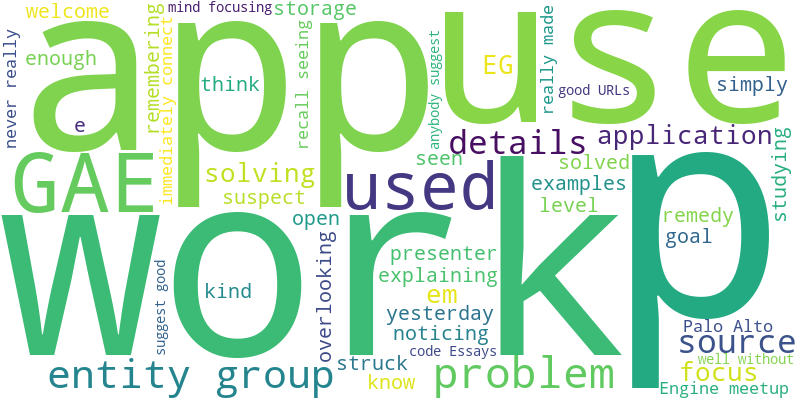 mind focusing
welcome
storage
never really
app
use
enough
remembering
immediately connect
think
recall seeing
anybody suggest
EG
really made
good URLs
simply
e
details
application
GAE
solving
used
seen
solved
studying
suspect
examples
level
open
work
p
remedy
goal
kind
suggest good
overlooking
presenter
explaining
em
yesterday
noticing
code Essays
Palo Alto
source
well without
entity group
struck
know
problem
focus
Engine meetup